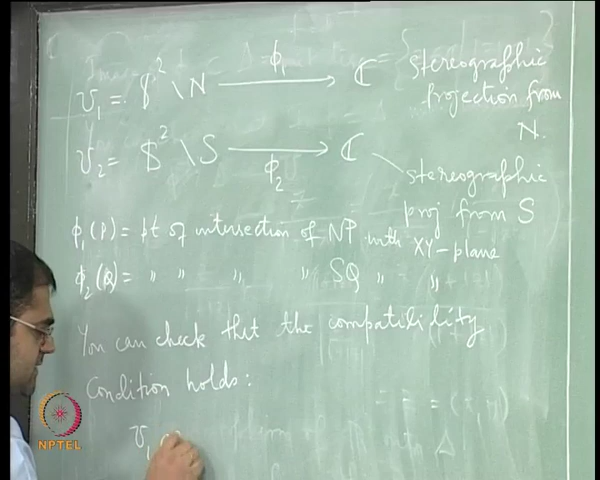 U₁ = S² \ N —ϕ₁→ ℂ stereographic
projection from
N.
U₂ = S² \ S —ϕ₂→ ℂ stereographic
proj from S
ϕ₁(P) = pt of intersection of NP with XY-plane
ϕ₂(Q) = " " " " SQ " "
You can check that the compatibility
Condition holds:
U₁
NPTEL